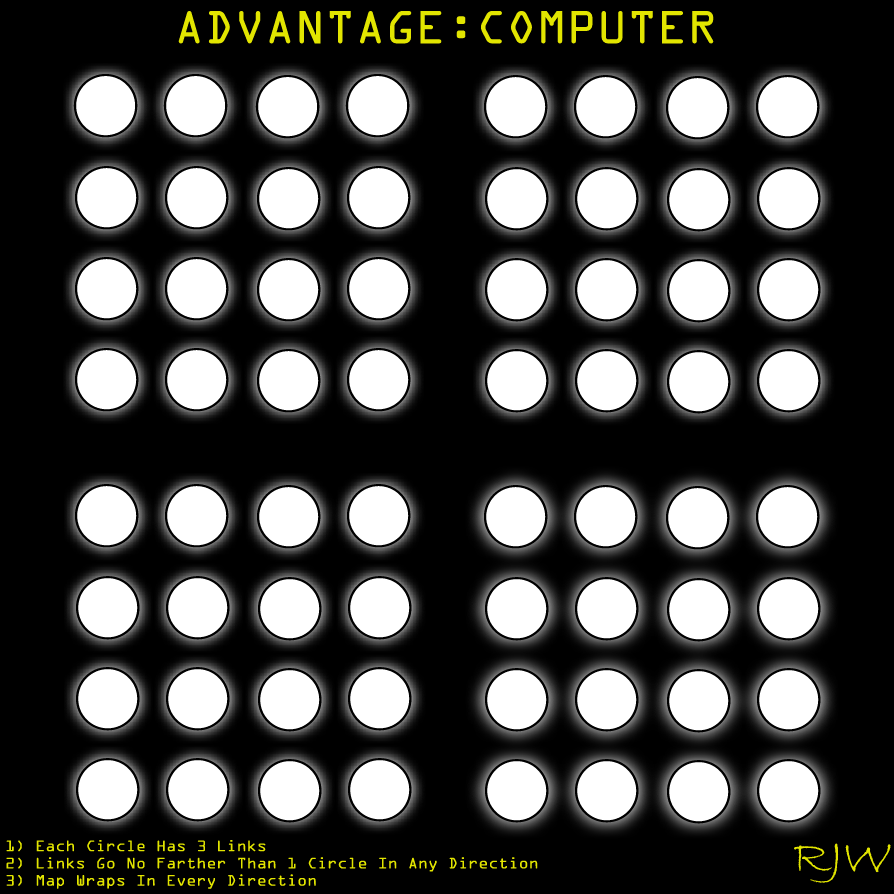 ADVANTAGE:COMPUTER
1) Each Circle Has 3 Links
2) Links Go No Farther Than 1 Circle In Any Direction
3) Map Wraps In Every Direction
RJW